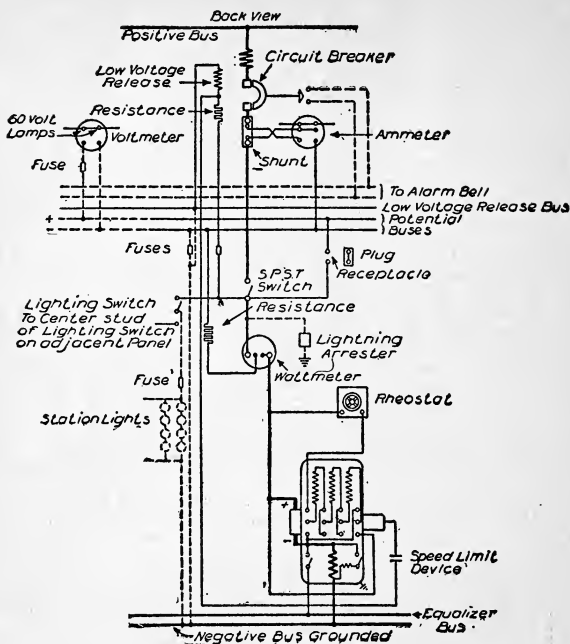 Back View
Positive Bus
Circuit Breaker
Low Voltage
Release
Resistance
60 Volt
Lamps
Voltmeter
Ammeter
Fuse
Shunt
-
To Alarm Bell
Low Voltage Release Bus
+
Potential
-
Buses
Fuses
Plug
Receptacle
S.P.S.T
Switch
Lighting Switch
To Center stud
of Lighting Switch
on adjacent Panel
Resistance
Lightning
Arrester
Wattmeter
Fuse
Rheostat
Station Lights
+
-
Speed Limit
Device
Equalizer
Bus
Negative Bus Grounded